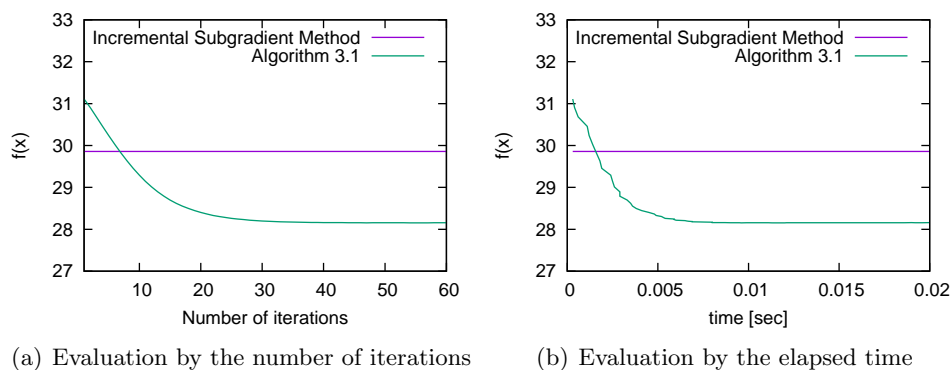 33
32
31
30
29
28
27
f(x)
Incremental Subgradient Method
Algorithm 3.1
10 20 30 40 50 60
Number of iterations
(a) Evaluation by the number of iterations
33
32
31
30
29
28
27
f(x)
Incremental Subgradient Method
Algorithm 3.1
0 0.005 0.01 0.015 0.02
time [sec]
(b) Evaluation by the elapsed time